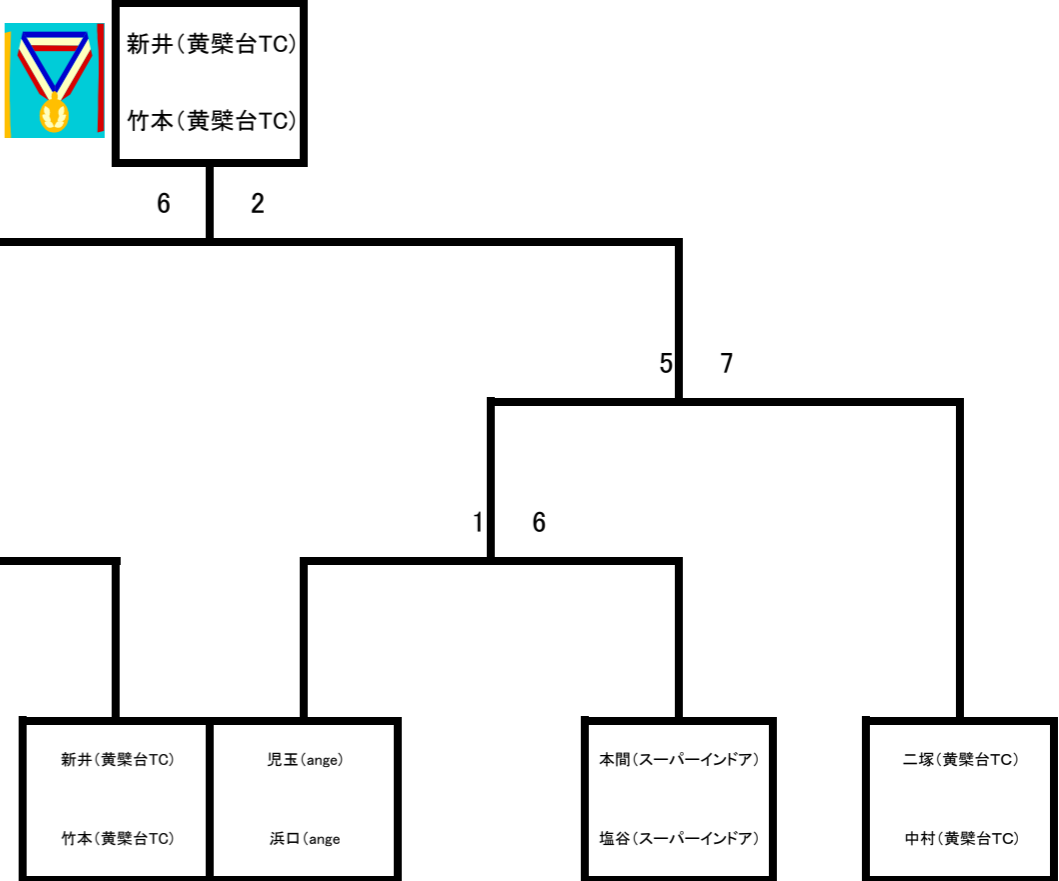 新井(黄檗台TC)
竹本(黄檗台TC)
6 2
5 7
1 6
新井(黄檗台TC) 児玉(ange) 本間(スーパーインドア) 二塚(黄檗台TC)
竹本(黄檗台TC) 浜口(ange 塩谷(スーパーインドア) 中村(黄檗台TC)